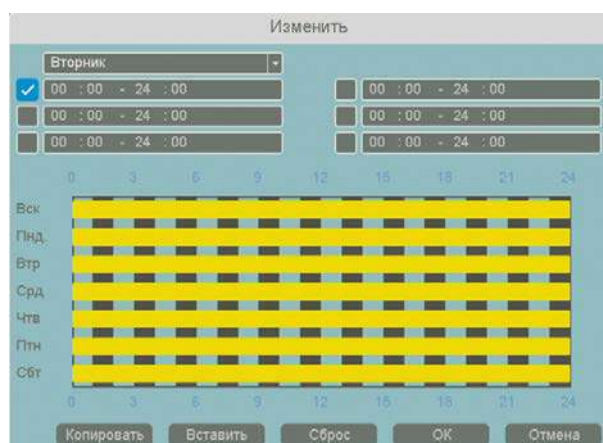 Изменить
Вторник
00 :00 - 24 :00 00 :00 - 24 :00
00 :00 - 24 :00 00 :00 - 24 :00
00 :00 - 24 :00 00 :00 - 24 :00
0 3 6 9 12 15 18 21 24
Вск
Пнд.
Втр
Срд
Чтв
Птн
Сбт
0 3 6 9 12 15 18 21 24
Копировать Вставить Сброс ОК Отмена